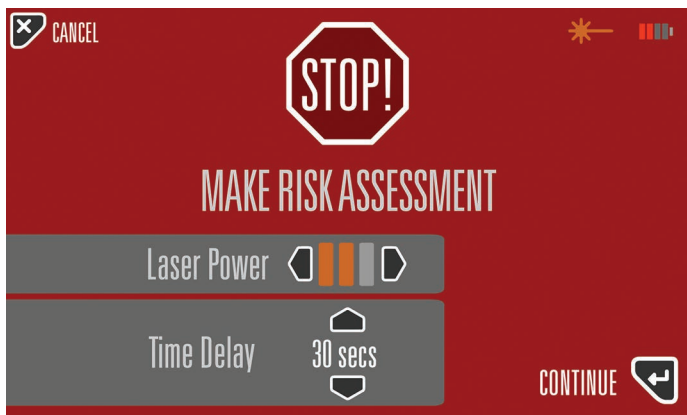 CANCEL
STOP!
MAKE RISK ASSESSMENT
Laser Power
Time Delay
30 secs
CONTINUE